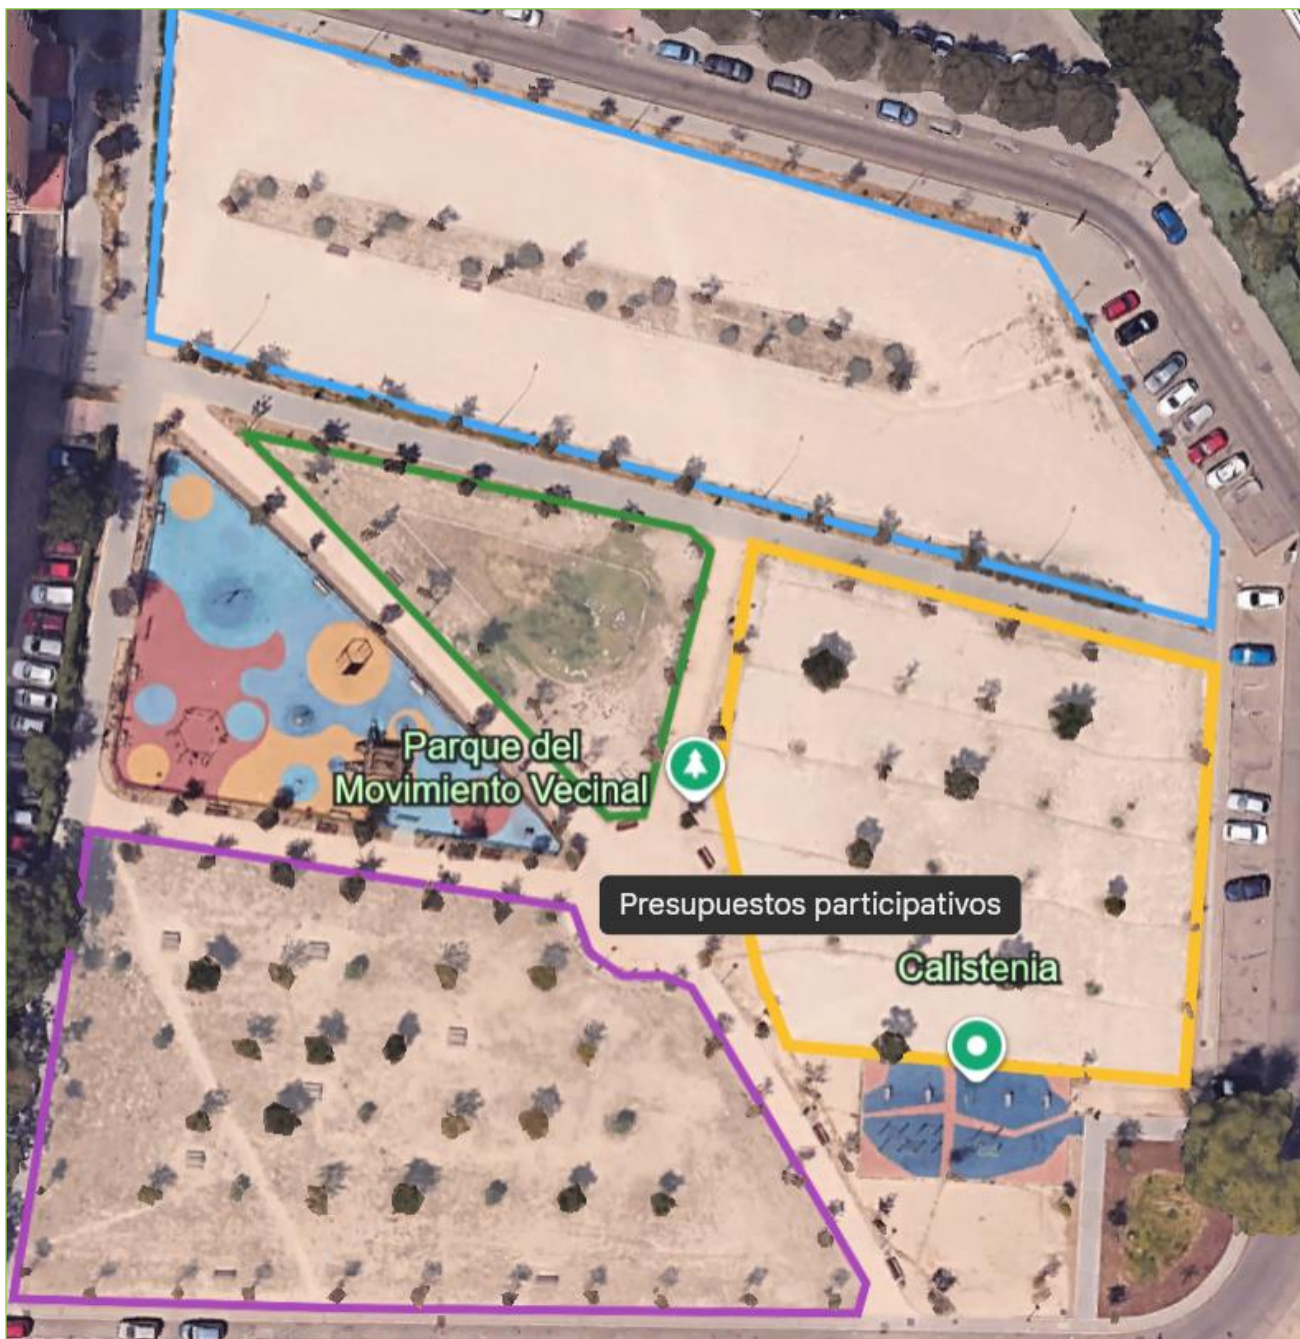 Parque del
Movimiento Vecinal
Presupuestos participativos
Calistenia